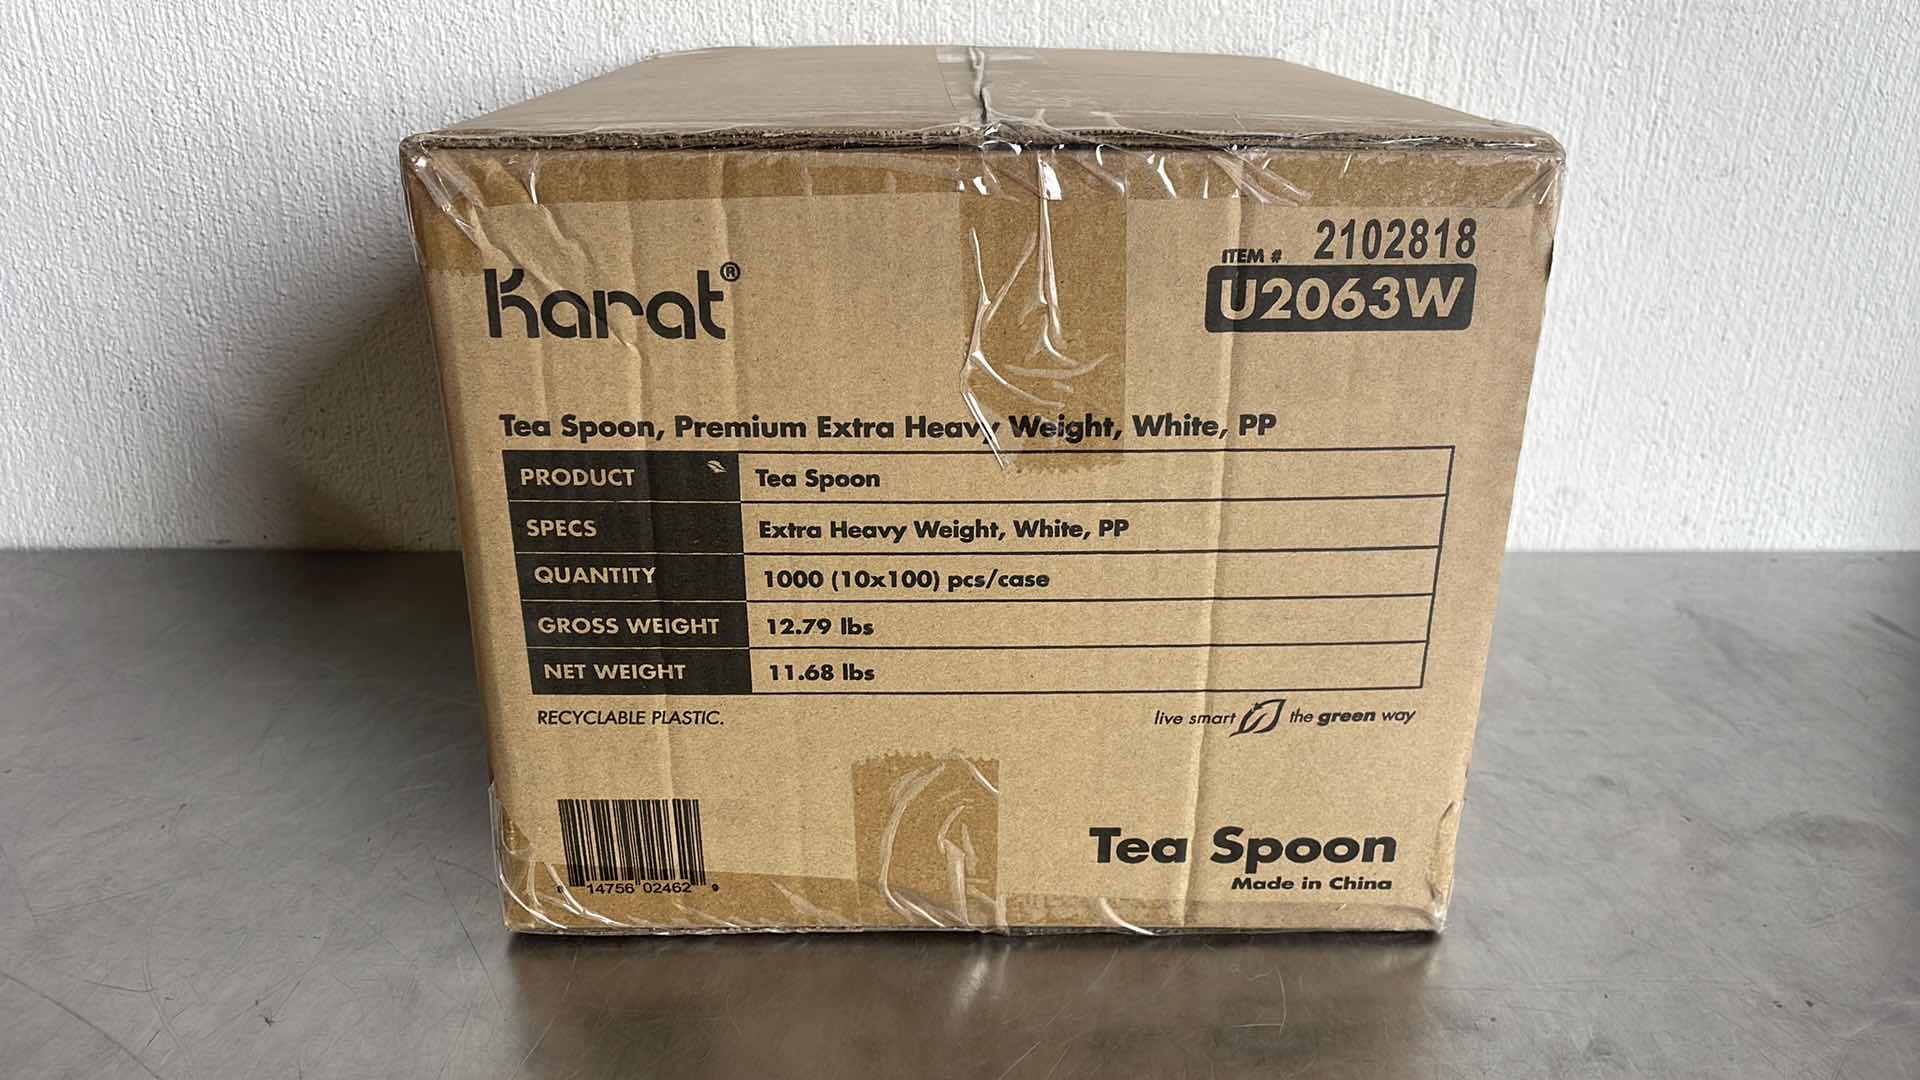 2102818
ITEM #
Karat®
U2063W
Tea Spoon, Premium Extra Heavy Weight, White, PP
PRODUCT Tea Spoon
SPECS Extra Heavy Weight, White, PP
QUANTITY 1000 (10x100) pcs/case
GROSS WEIGHT 12.79 lbs
NET WEIGHT 11.68 lbs
RECYCLABLE PLASTIC.
live smart the green way
8 14756 02462 9
Tea Spoon
Made in China